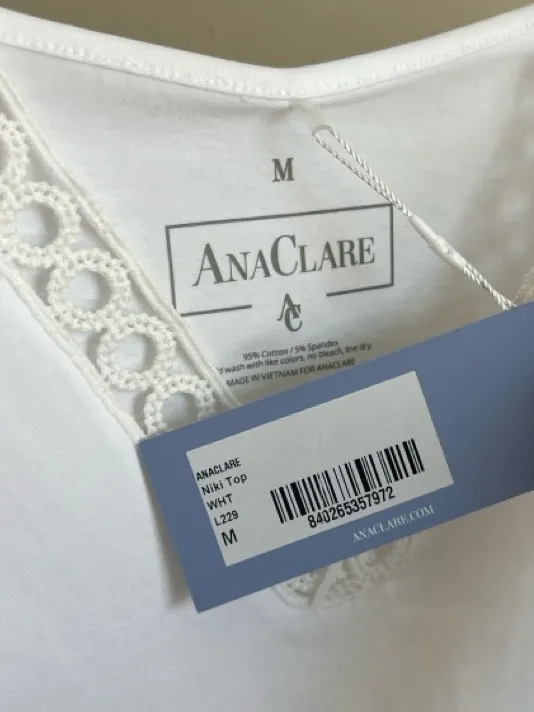 M
ANACLARE
AC
95% Cotton / 5% Spandex
wash with like colors, no bleach, line dry.
MADE IN VIETNAM FOR ANACLARE
ANACLARE
Niki Top
WHT
L229
M
840265357972
ANACLARE.COM